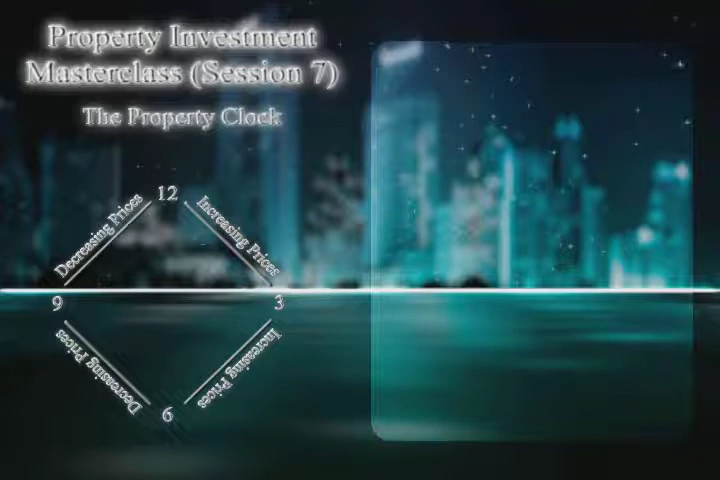 Property Investment
Masterclass (Session 7)
The Property Clock
12
Decreasing Prices
Increasing Prices
9
3
Decreasing Prices
Increasing Prices
6